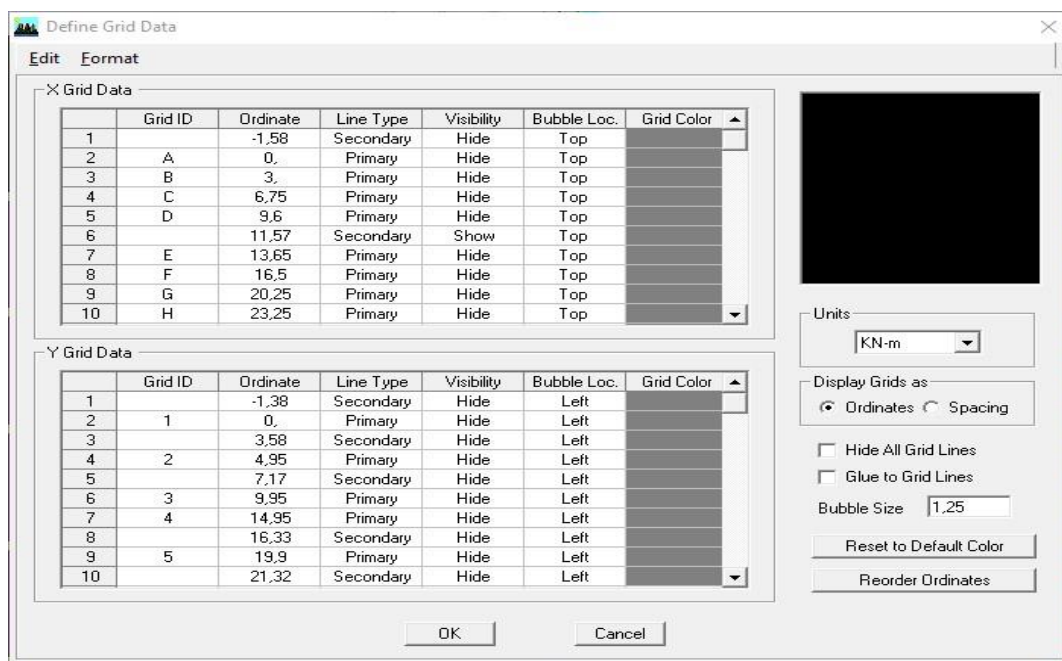 Define Grid Data
Edit Format
X Grid Data
Grid ID Ordinate Line Type Visibility Bubble Loc. Grid Color
1 -1,58 Secondary Hide Top
2 A 0, Primary Hide Top
3 B 3, Primary Hide Top
4 C 6,75 Primary Hide Top
5 D 9,6 Primary Hide Top
6 11,57 Secondary Show Top
7 E 13,65 Primary Hide Top
8 F 16,5 Primary Hide Top
9 G 20,25 Primary Hide Top
10 H 23,25 Primary Hide Top
Y Grid Data
Grid ID Ordinate Line Type Visibility Bubble Loc. Grid Color
1 -1,38 Secondary Hide Left
2 1 0, Primary Hide Left
3 3,58 Secondary Hide Left
4 2 4,95 Primary Hide Left
5 7,17 Secondary Hide Left
6 3 9,95 Primary Hide Left
7 4 14,95 Primary Hide Left
8 16,33 Secondary Hide Left
9 5 19,9 Primary Hide Left
10 21,32 Secondary Hide Left
Units
KN-m
Display Grids as
Ordinates Spacing
Hide All Grid Lines
Glue to Grid Lines
Bubble Size 1,25
Reset to Default Color
Reorder Ordinates
OK Cancel